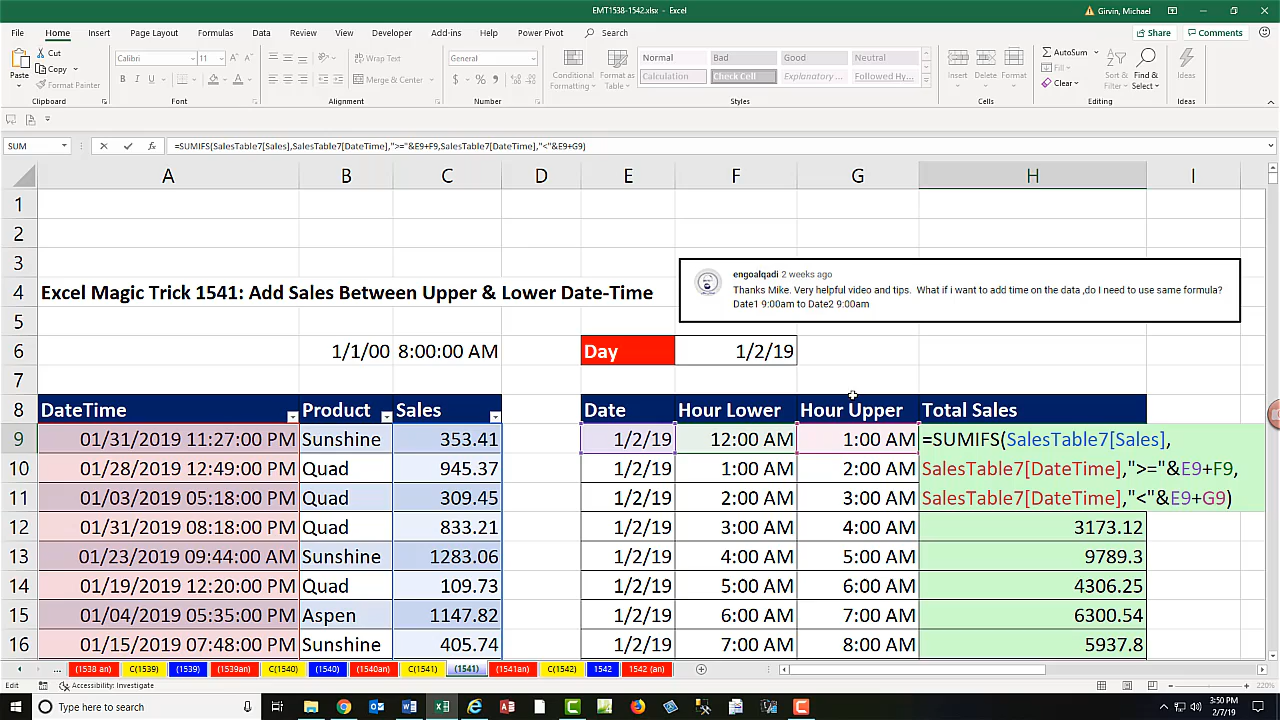 EMT1538-1542.xlsx - Excel
Girvin, Michael
File Home Insert Page Layout Formulas Data Review View Developer Add-ins Help Power Pivot Search Share Comments
Cut
Copy
Format Painter
Paste
Clipboard
Calibri 11
B I U
Font
Wrap Text
Merge & Center
Alignment
$ % ,
Number
Conditional Formatting
Format as Table
Normal Bad Good Neutral
Calculation Check Cell Explanatory ... Followed Hy...
Styles
Insert Delete Format
Cells
AutoSum
Fill
Clear
Sort & Filter
Find & Select
Editing
Ideas
Ideas
SUM
fx
=SUMIFS(SalesTable7[Sales],SalesTable7[DateTime],">="&E9+F9,SalesTable7[DateTime],"<"&E9+G9)
A B C D E F G H I
1
2
3
engoalqadi 2 weeks ago
Thanks Mike. Very helpful video and tips. What if i want to add time on the data ,do I need to use same formula?
Date1 9:00am to Date2 9:00am
4 Excel Magic Trick 1541: Add Sales Between Upper & Lower Date-Time
5
6 1/1/00 8:00:00 AM Day 1/2/19
7
8 DateTime Product Sales Date Hour Lower Hour Upper Total Sales
9 01/31/2019 11:27:00 PM Sunshine 353.41 1/2/19 12:00 AM 1:00 AM =SUMIFS(SalesTable7[Sales],
10 01/28/2019 12:49:00 PM Quad 945.37 1/2/19 1:00 AM 2:00 AM SalesTable7[DateTime],">="&E9+F9,
11 01/03/2019 05:18:00 PM Quad 309.45 1/2/19 2:00 AM 3:00 AM SalesTable7[DateTime],"<"&E9+G9)
12 01/31/2019 08:18:00 PM Quad 833.21 1/2/19 3:00 AM 4:00 AM 3173.12
13 01/23/2019 09:44:00 AM Sunshine 1283.06 1/2/19 4:00 AM 5:00 AM 9789.3
14 01/19/2019 12:20:00 PM Quad 109.73 1/2/19 5:00 AM 6:00 AM 4306.25
15 01/04/2019 05:35:00 PM Aspen 1147.82 1/2/19 6:00 AM 7:00 AM 6300.54
16 01/15/2019 07:48:00 PM Sunshine 405.74 1/2/19 7:00 AM 8:00 AM 5937.8
... (1538 an) C(1539) (1539) (1539an) C(1540) (1540) (1540an) C(1541) (1541) (1541an) C(1542) 1542 1542 (an)
Edit Accessibility: Investigate 220%
Type here to search
3:50 PM
2/7/19